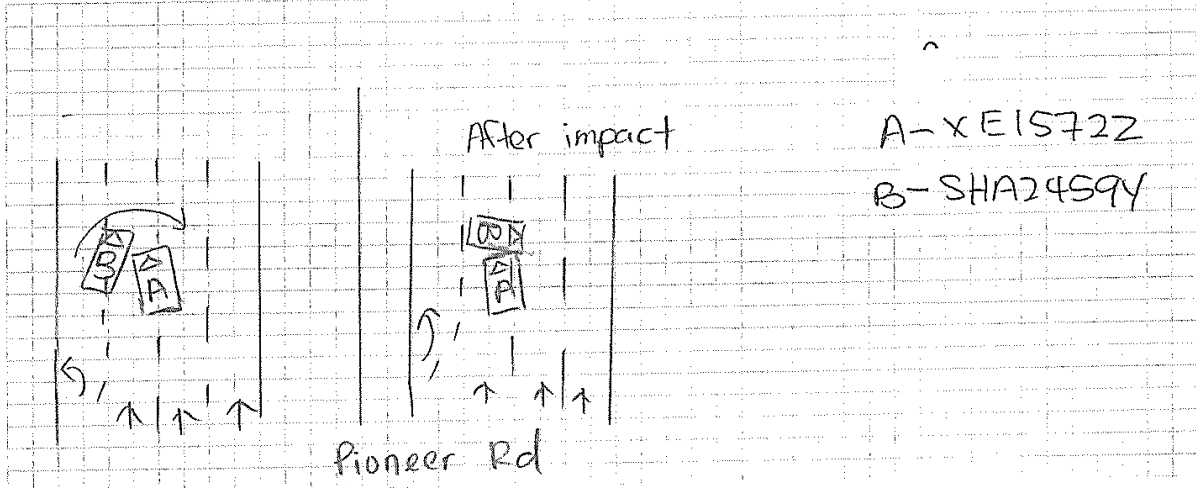 After impact
A-XE1572Z
B-SHA2459Y
B
A
B
A
Pioneer Rd